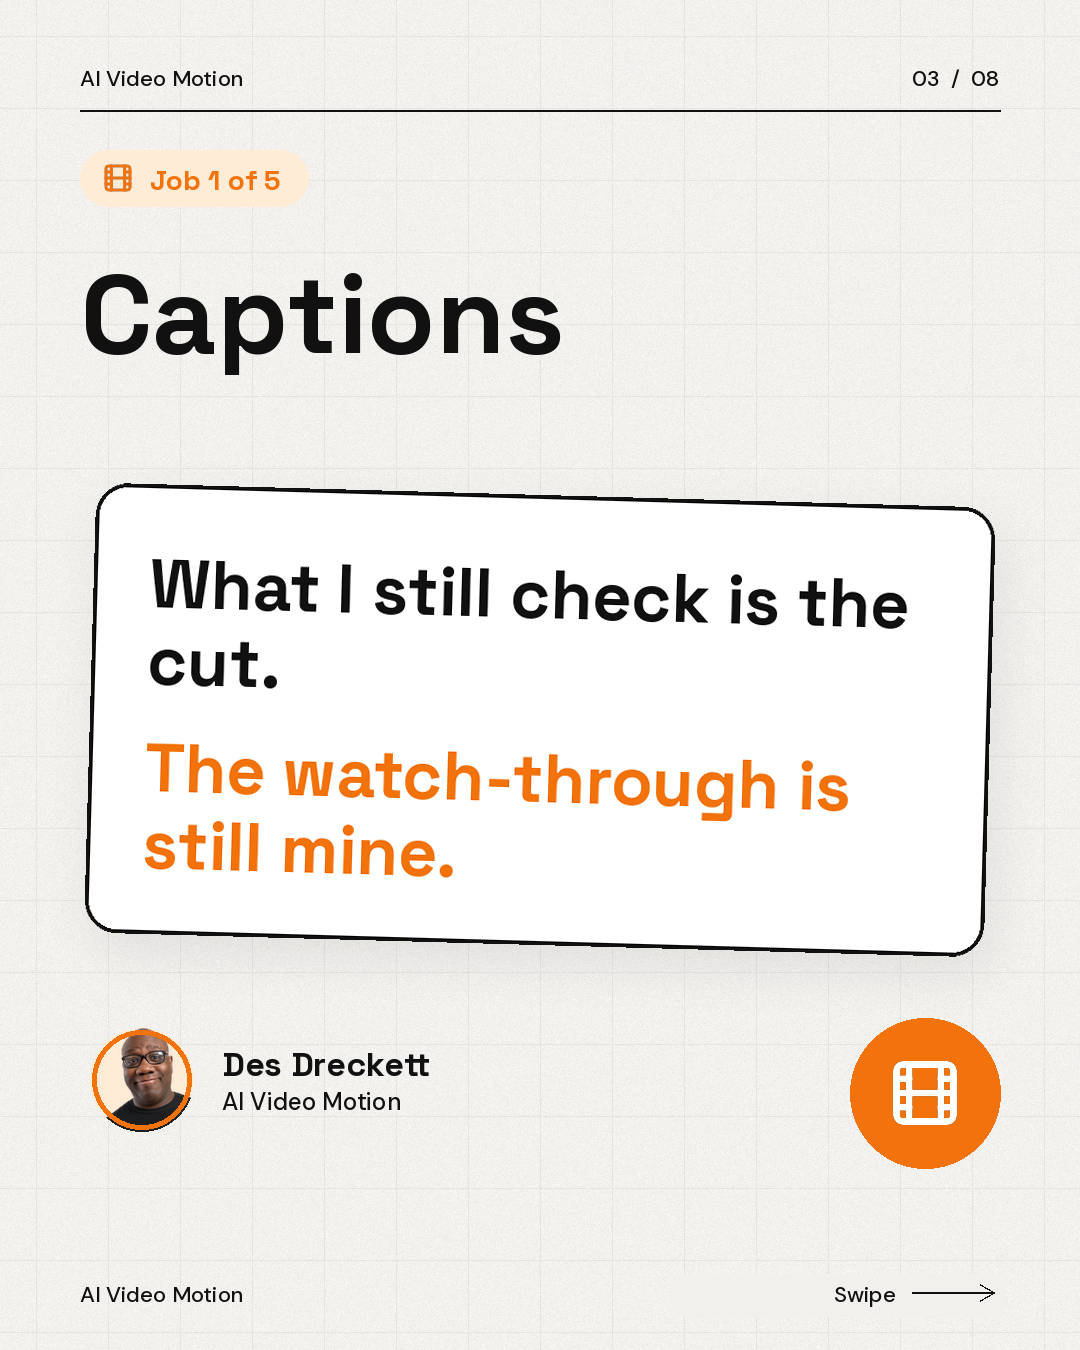 AI Video Motion
03 / 08
Job 1 of 5
Captions
What I still check is the
cut.
The watch-through is
still mine.
Des Dreckett
AI Video Motion
AI Video Motion
Swipe